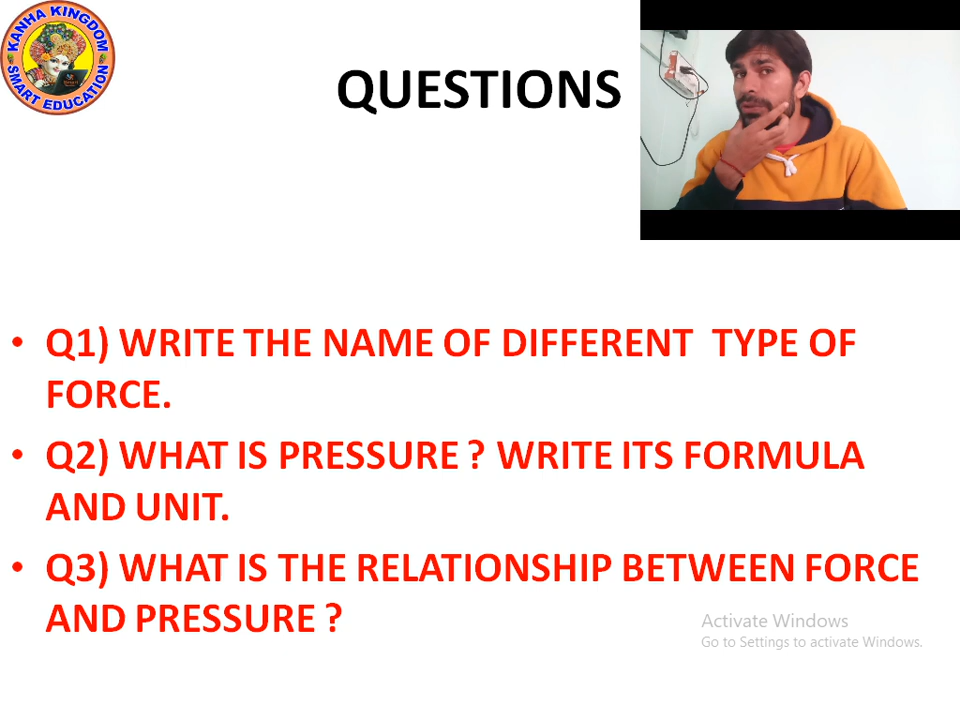 KANHA KINGDOM
SMART EDUCATION
QUESTIONS
• Q1) WRITE THE NAME OF DIFFERENT TYPE OF
FORCE.
• Q2) WHAT IS PRESSURE ? WRITE ITS FORMULA
AND UNIT.
• Q3) WHAT IS THE RELATIONSHIP BETWEEN FORCE
AND PRESSURE ?
Activate Windows
Go to Settings to activate Windows.